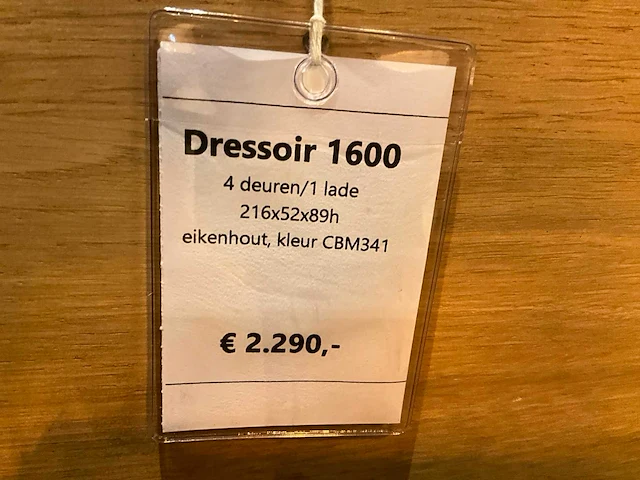 Dressoir 1600
4 deuren/1 lade
216x52x89h
eikenhout, kleur CBM341
€ 2.290,-